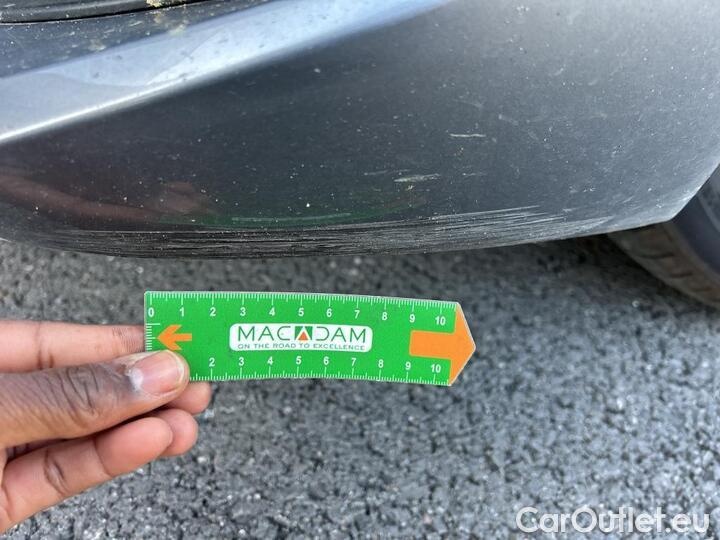 0 1 2 3 4 5 6 7 8 9 10
MACADAM
ON THE ROAD TO EXCELLENCE
2 3 4 5 6 7 8 9 10
CarOutlet.eu